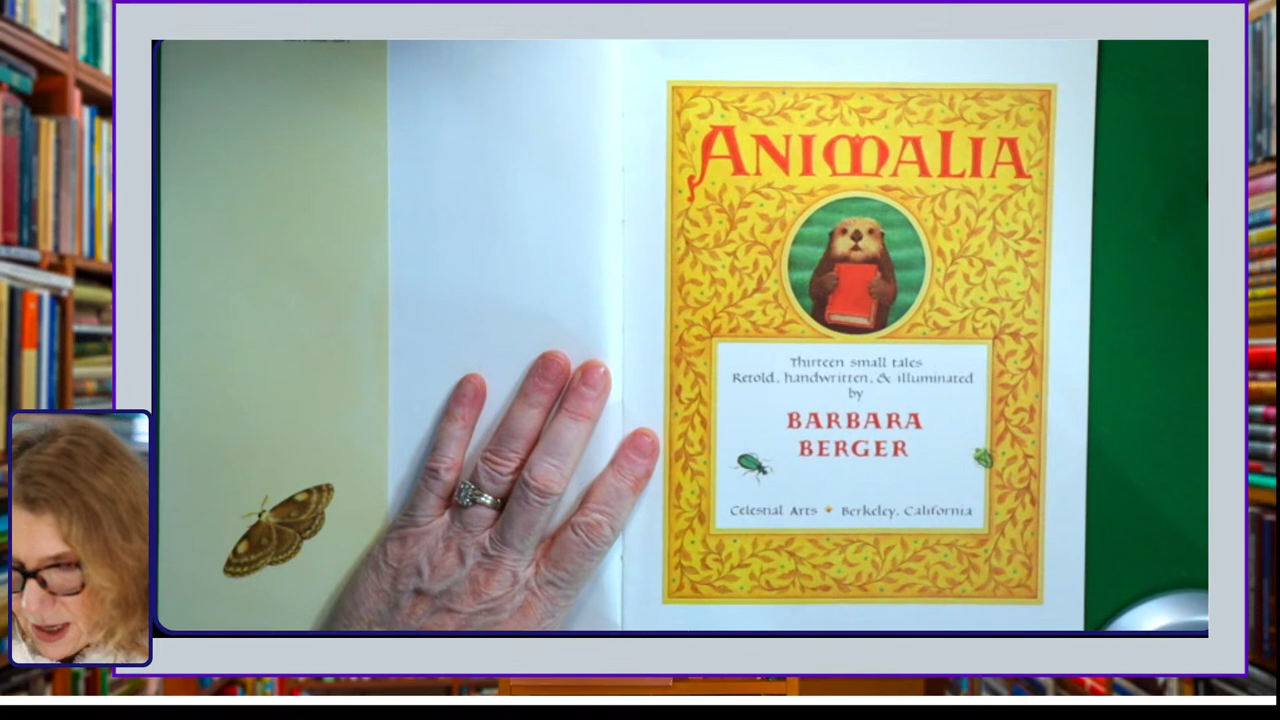 ANIMALIA
Thirteen small tales
Retold, handwritten, & illuminated
by
BARBARA
BERGER
Celestial Arts ✦ Berkeley, California